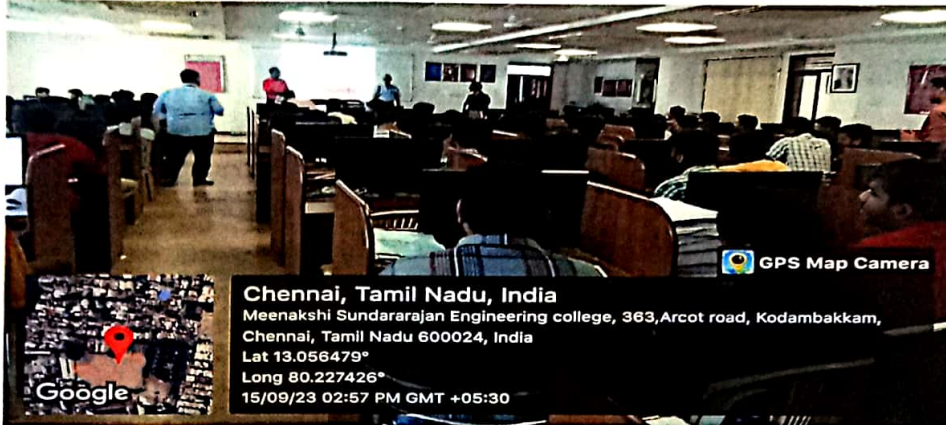 GPS Map Camera
Chennai, Tamil Nadu, India
Meenakshi Sundararajan Engineering college, 363,Arcot road, Kodambakkam,
Chennai, Tamil Nadu 600024, India
Lat 13.056479°
Long 80.227426°
15/09/23 02:57 PM GMT +05:30
Google